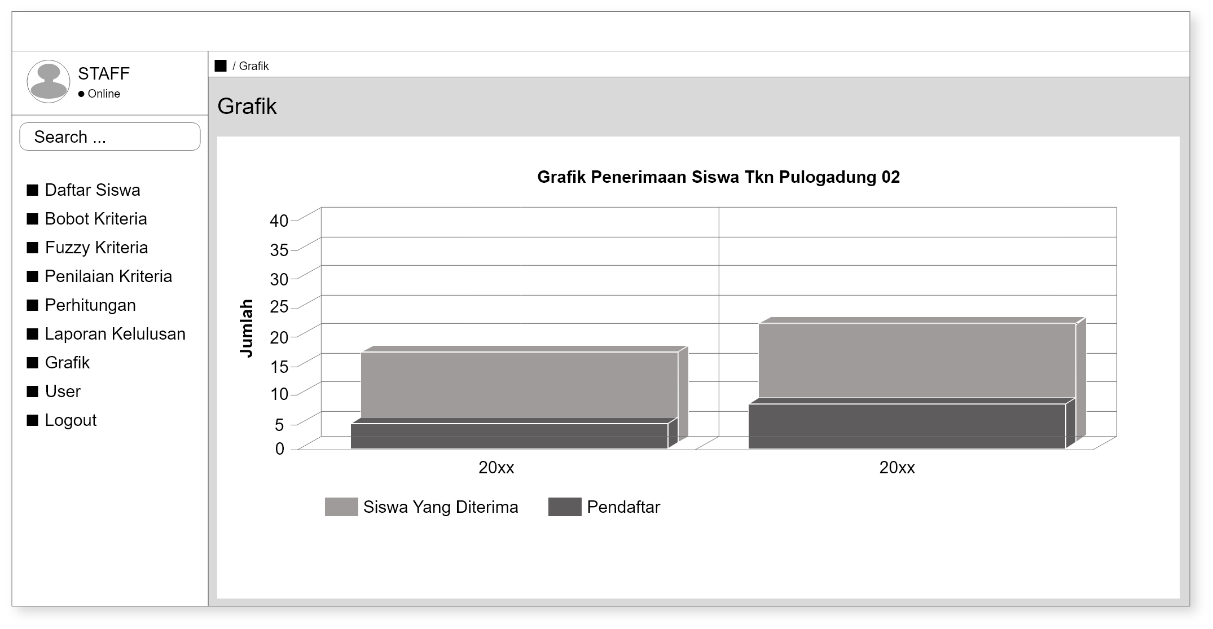 STAFF
● Online
Search ...
■ Daftar Siswa
■ Bobot Kriteria
■ Fuzzy Kriteria
■ Penilaian Kriteria
■ Perhitungan
■ Laporan Kelulusan
■ Grafik
■ User
■ Logout
■ / Grafik
Grafik
Grafik Penerimaan Siswa Tkn Pulogadung 02
Jumlah
40
35
30
25
20
15
10
5
0
20xx 20xx
Siswa Yang Diterima Pendaftar